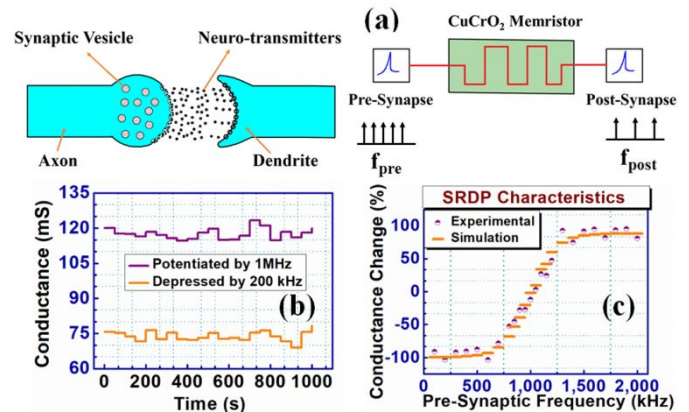 (a)
Synaptic Vesicle
Neuro-transmitters
Axon
Dendrite
CuCrO₂ Memristor
Pre-Synapse
Post-Synapse
f_pre
f_post
Conductance (mS)
135
120
105
90
75
60
Potentiated by 1MHz
Depressed by 200 kHz
(b)
0 200 400 600 800 1000
Time (s)
SRDP Characteristics
Experimental
Simulation
Conductance Change (%)
100
50
0
-50
-100
(c)
0 500 1,000 1,500 2,000
Pre-Synaptic Frequency (kHz)